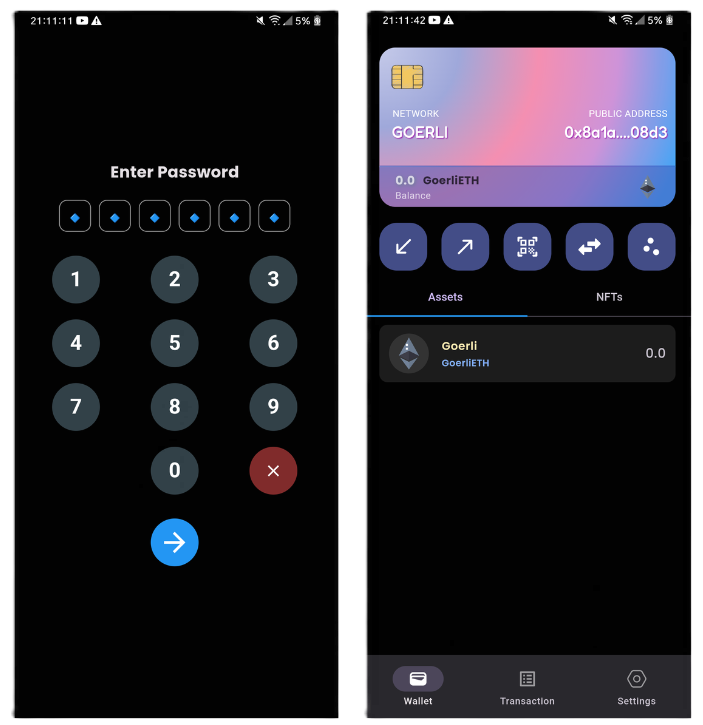 21:11:11
5%
Enter Password
1 2 3
4 5 6
7 8 9
0
21:11:42
5%
NETWORK PUBLIC ADDRESS
GOERLI 0x8a1a....08d3
0.0 GoerliETH
Balance
Assets NFTs
Goerli
GoerliETH
0.0
Wallet Transaction Settings